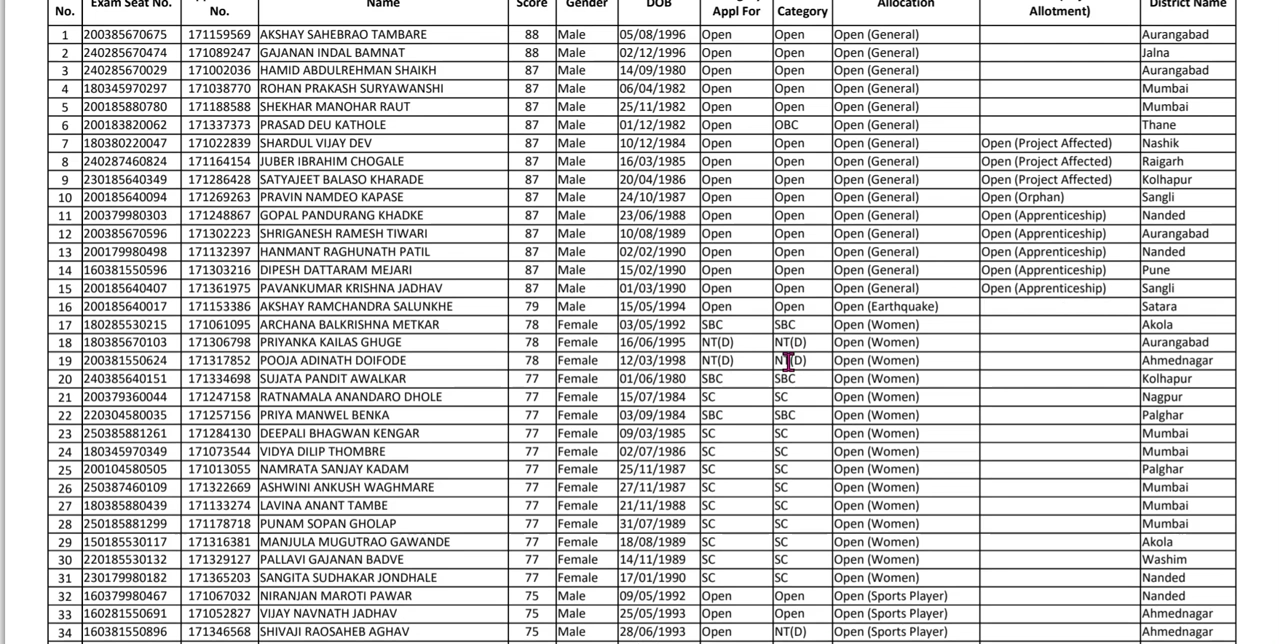 No. Exam Seat No. No. Name Score Gender DOB Appl For Category Allocation Allotment) District Name
1 200385670675 171159569 AKSHAY SAHEBRAO TAMBARE 88 Male 05/08/1996 Open Open Open (General) Aurangabad
2 240285670474 171089247 GAJANAN INDAL BAMNAT 88 Male 02/12/1996 Open Open Open (General) Jalna
3 240285670029 171002036 HAMID ABDULREHMAN SHAIKH 87 Male 14/09/1980 Open Open Open (General) Aurangabad
4 180345970297 171038770 ROHAN PRAKASH SURYAWANSHI 87 Male 06/04/1982 Open Open Open (General) Mumbai
5 200185880780 171188588 SHEKHAR MANOHAR RAUT 87 Male 25/11/1982 Open Open Open (General) Mumbai
6 200183820062 171337373 PRASAD DEU KATHOLE 87 Male 01/12/1982 Open OBC Open (General) Thane
7 180380220047 171022839 SHARDUL VIJAY DEV 87 Male 10/12/1984 Open Open Open (General) Open (Project Affected) Nashik
8 240287460824 171164154 JUBER IBRAHIM CHOGALE 87 Male 16/03/1985 Open Open Open (General) Open (Project Affected) Raigarh
9 230185640349 171286428 SATYAJEET BALASO KHARADE 87 Male 20/04/1986 Open Open Open (General) Open (Project Affected) Kolhapur
10 200185640094 171269263 PRAVIN NAMDEO KAPASE 87 Male 24/10/1987 Open Open Open (General) Open (Orphan) Sangli
11 200379980303 171248867 GOPAL PANDURANG KHADKE 87 Male 23/06/1988 Open Open Open (General) Open (Apprenticeship) Nanded
12 200385670596 171302223 SHRIGANESH RAMESH TIWARI 87 Male 10/08/1989 Open Open Open (General) Open (Apprenticeship) Aurangabad
13 200179980498 171132397 HANMANT RAGHUNATH PATIL 87 Male 02/02/1990 Open Open Open (General) Open (Apprenticeship) Nanded
14 160381550596 171303216 DIPESH DATTARAM MEJARI 87 Male 15/02/1990 Open Open Open (General) Open (Apprenticeship) Pune
15 200185640407 171361975 PAVANKUMAR KRISHNA JADHAV 87 Male 01/03/1990 Open Open Open (General) Open (Apprenticeship) Sangli
16 200185640017 171153386 AKSHAY RAMCHANDRA SALUNKHE 79 Male 15/05/1994 Open Open Open (Earthquake) Satara
17 180285530215 171061095 ARCHANA BALKRISHNA METKAR 78 Female 03/05/1992 SBC SBC Open (Women) Akola
18 180385670103 171306798 PRIYANKA KAILAS GHUGE 78 Female 16/06/1995 NT(D) NT(D) Open (Women) Aurangabad
19 200381550624 171317852 POOJA ADINATH DOIFODE 78 Female 12/03/1998 NT(D) NT(D) Open (Women) Ahmednagar
20 240385640151 171334698 SUJATA PANDIT AWALKAR 77 Female 01/06/1980 SBC SBC Open (Women) Kolhapur
21 200379360044 171247158 RATNAMALA ANANDARO DHOLE 77 Female 15/07/1984 SC SC Open (Women) Nagpur
22 220304580035 171257156 PRIYA MANWEL BENKA 77 Female 03/09/1984 SBC SBC Open (Women) Palghar
23 250385881261 171284130 DEEPALI BHAGWAN KENGAR 77 Female 09/03/1985 SC SC Open (Women) Mumbai
24 180345970349 171073544 VIDYA DILIP THOMBRE 77 Female 02/07/1986 SC SC Open (Women) Mumbai
25 200104580505 171013055 NAMRATA SANJAY KADAM 77 Female 25/11/1987 SC SC Open (Women) Palghar
26 250387460109 171322669 ASHWINI ANKUSH WAGHMARE 77 Female 27/11/1987 SC SC Open (Women) Mumbai
27 180385880439 171133274 LAVINA ANANT TAMBE 77 Female 21/11/1988 SC SC Open (Women) Mumbai
28 250185881299 171178718 PUNAM SOPAN GHOLAP 77 Female 31/07/1989 SC SC Open (Women) Mumbai
29 150185530117 171316381 MANJULA MUGUTRAO GAWANDE 77 Female 18/08/1989 SC SC Open (Women) Akola
30 220185530132 171329127 PALLAVI GAJANAN BADVE 77 Female 14/11/1989 SC SC Open (Women) Washim
31 230179980182 171365203 SANGITA SUDHAKAR JONDHALE 77 Female 17/01/1990 SC SC Open (Women) Nanded
32 160379980467 171067032 NIRANJAN MAROTI PAWAR 75 Male 09/05/1992 Open Open Open (Sports Player) Nanded
33 160281550691 171052827 VIJAY NAVNATH JADHAV 75 Male 25/05/1993 Open Open Open (Sports Player) Ahmednagar
34 160381550896 171346568 SHIVAJI RAOSAHEB AGHAV 75 Male 28/06/1993 Open NT(D) Open (Sports Player) Ahmednagar